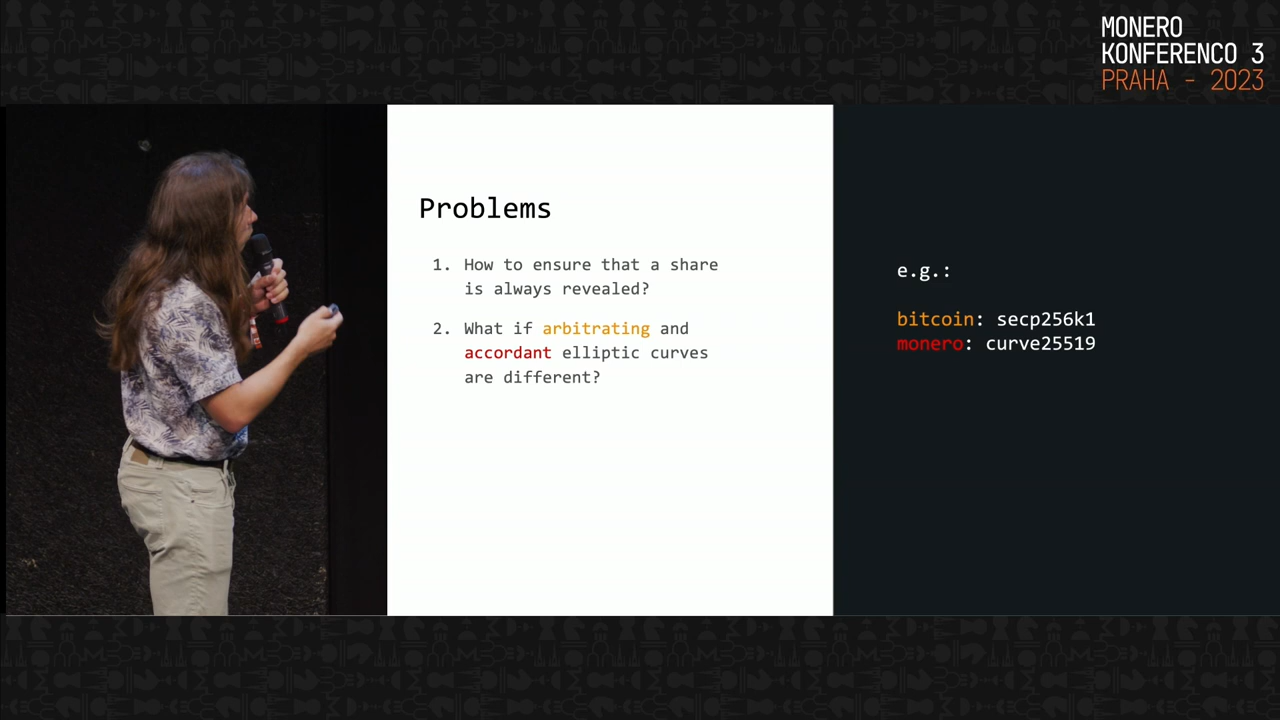 MONERO
KONFERENCO 3
PRAHA - 2023
Problems
1. How to ensure that a share
is always revealed?
2. What if arbitrating and
accordant elliptic curves
are different?
e.g.:
bitcoin: secp256k1
monero: curve25519